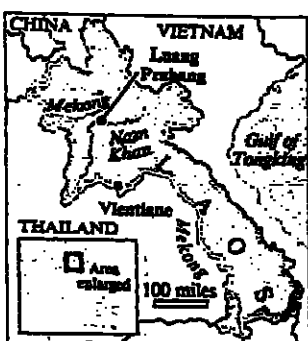 CHINA
VIETNAM
Luang
Prabang
Mekong
Nam
Khan
Gulf of
Tongking
Vientiane
THAILAND
Mekong
L A O S
Area
enlarged
100 miles